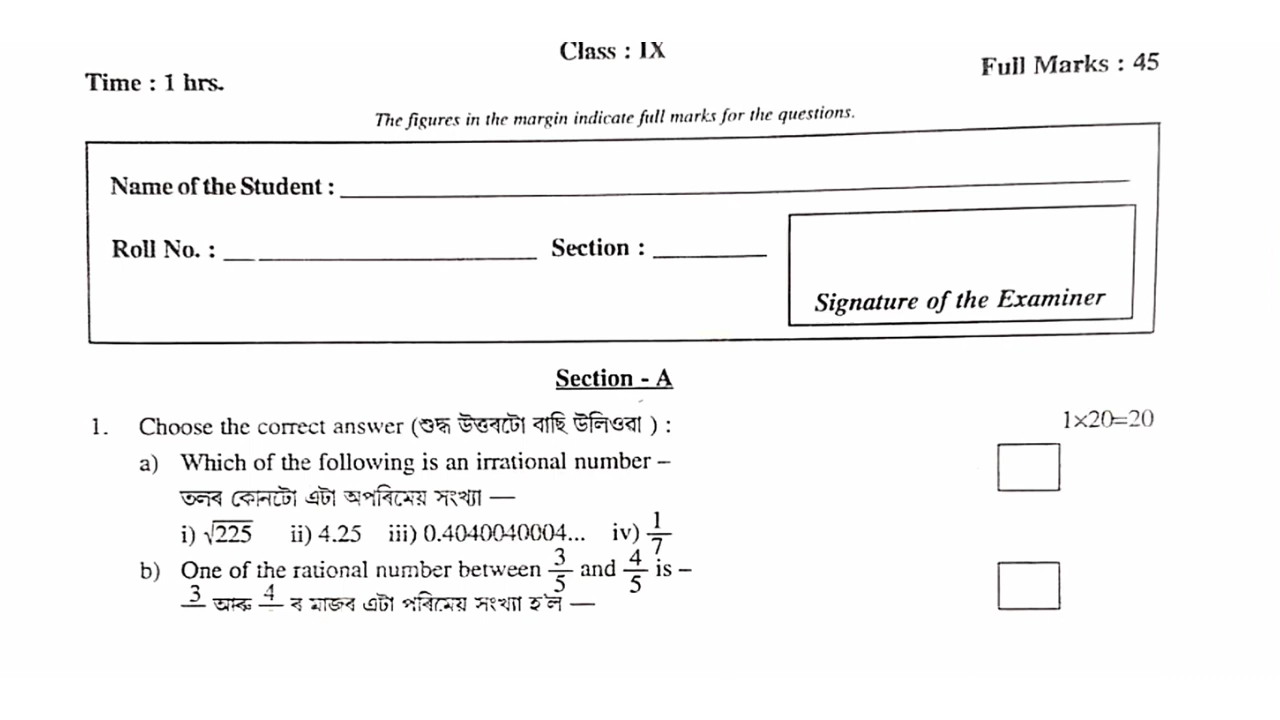 Class : IX
Time : 1 hrs.
Full Marks : 45
The figures in the margin indicate full marks for the questions.
Name of the Student :
Roll No. :
Section :
Signature of the Examiner
Section - A
1. Choose the correct answer (শুদ্ধ উত্তৰটো বাছি উলিওৱা ) : 1×20=20
a) Which of the following is an irrational number –
তলৰ কোনটো এটা অপৰিমেয় সংখ্যা —
i) √225 ii) 4.25 iii) 0.4040040004... iv) 1/7
b) One of the rational number between 3/5 and 4/5 is –
3 আৰু 4 ৰ মাজৰ এটা পৰিমেয় সংখ্যা হ'ল —